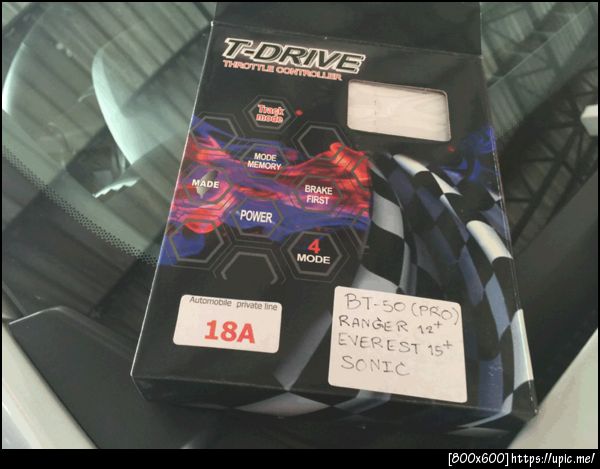 T-DRIVE
THROTTLE CONTROLLER
Track
mode
MODE
MEMORY
MADE
BRAKE
FIRST
POWER
4
MODE
Automobile private line
18A
BT-50 (PRO)
RANGER 12+
EVEREST 15+
SONIC
[800x600]https://upic.me/